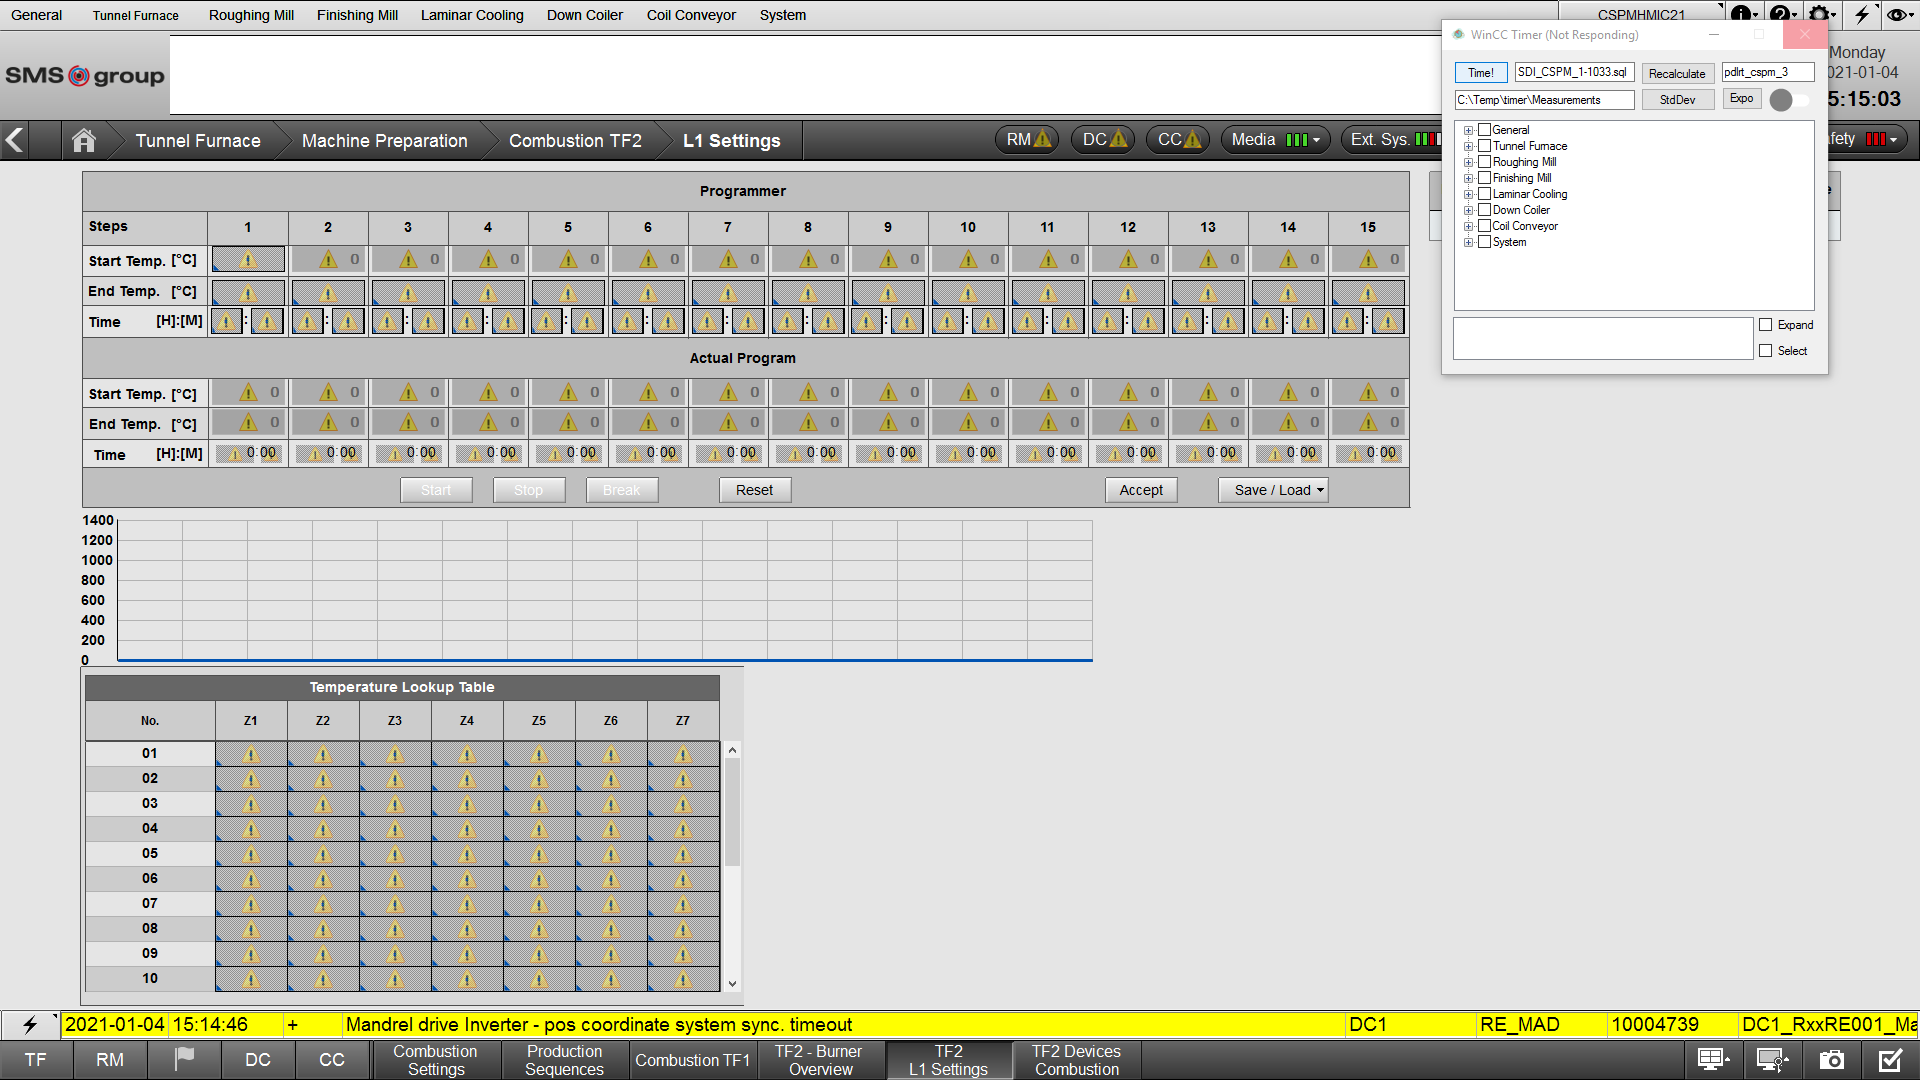 General Tunnel Furnace Roughing Mill Finishing Mill Laminar Cooling Down Coiler Coil Conveyor System CSPMHMIC21
SMS group
Monday
2021-01-04
5:15:03
WinCC Timer (Not Responding)
Time! SDI_CSPM_1-1033.sql Recalculate pdlrt_cspm_3
C:\Temp\timer\Measurements StdDev Expo
General
Tunnel Furnace
Roughing Mill
Finishing Mill
Laminar Cooling
Down Coiler
Coil Conveyor
System
Expand
Select
Tunnel Furnace Machine Preparation Combustion TF2 L1 Settings RM DC CC Media Ext. Sys. afety
Programmer
Steps 1 2 3 4 5 6 7 8 9 10 11 12 13 14 15
Start Temp. [°C] 0 0 0 0 0 0 0 0 0 0 0 0 0 0
End Temp. [°C]
Time [H]:[M] : : : : : : : : : : : : : : :
Actual Program
Start Temp. [°C] 0 0 0 0 0 0 0 0 0 0 0 0 0 0 0
End Temp. [°C] 0 0 0 0 0 0 0 0 0 0 0 0 0 0 0
Time [H]:[M] 0:00 0:00 0:00 0:00 0:00 0:00 0:00 0:00 0:00 0:00 0:00 0:00 0:00 0:00 0:00
Start Stop Break Reset Accept Save / Load
1400
1200
1000
800
600
400
200
0
Temperature Lookup Table
No. Z1 Z2 Z3 Z4 Z5 Z6 Z7
01
02
03
04
05
06
07
08
09
10
2021-01-04 15:14:46 + Mandrel drive Inverter - pos coordinate system sync. timeout DC1 RE_MAD 10004739 DC1_RxxRE001_Ma
TF RM DC CC Combustion Settings Production Sequences Combustion TF1 TF2 - Burner Overview TF2 L1 Settings TF2 Devices Combustion